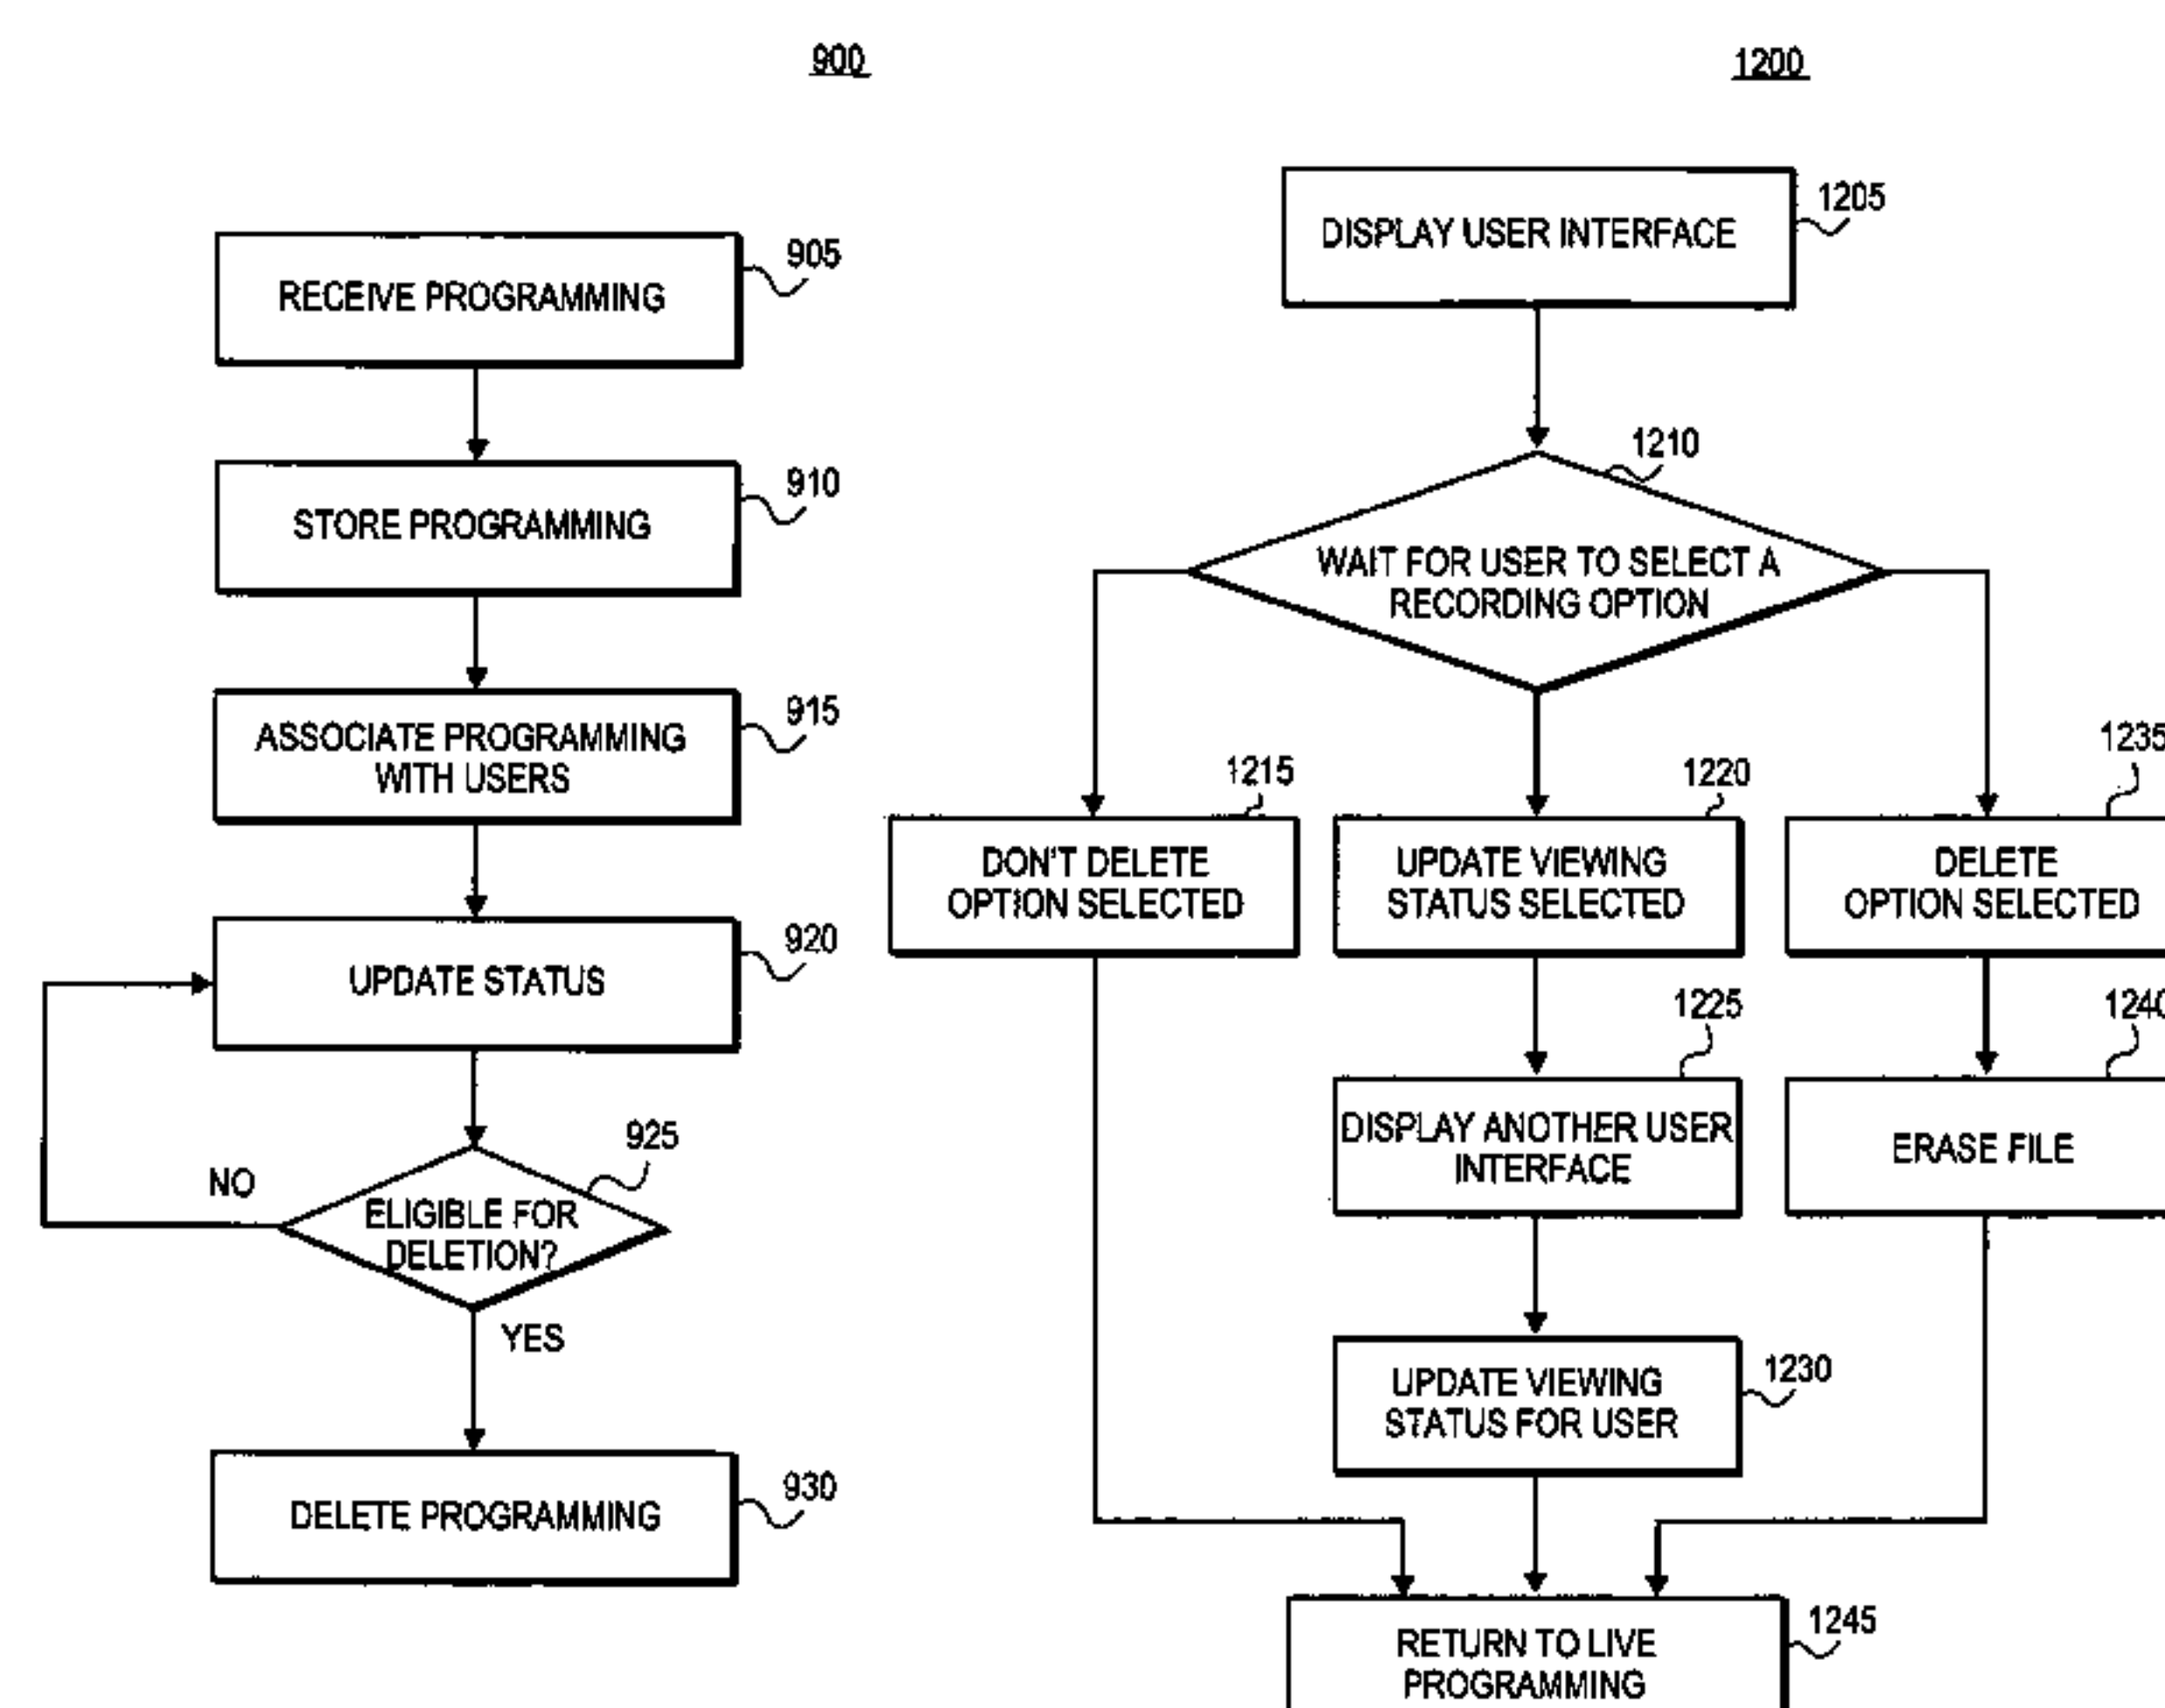 900
RECEIVE PROGRAMMING
905
STORE PROGRAMMING
910
ASSOCIATE PROGRAMMING
WITH USERS
915
UPDATE STATUS
920
ELIGIBLE FOR
DELETION?
925
NO
YES
DELETE PROGRAMMING
930
1200
DISPLAY USER INTERFACE
1205
1210
WAIT FOR USER TO SELECT A
RECORDING OPTION
1215
DON'T DELETE
OPTION SELECTED
1220
UPDATE VIEWING
STATUS SELECTED
1235
DELETE
OPTION SELECTED
1225
DISPLAY ANOTHER USER
INTERFACE
1240
ERASE FILE
UPDATE VIEWING
STATUS FOR USER
1230
RETURN TO LIVE
PROGRAMMING
1245